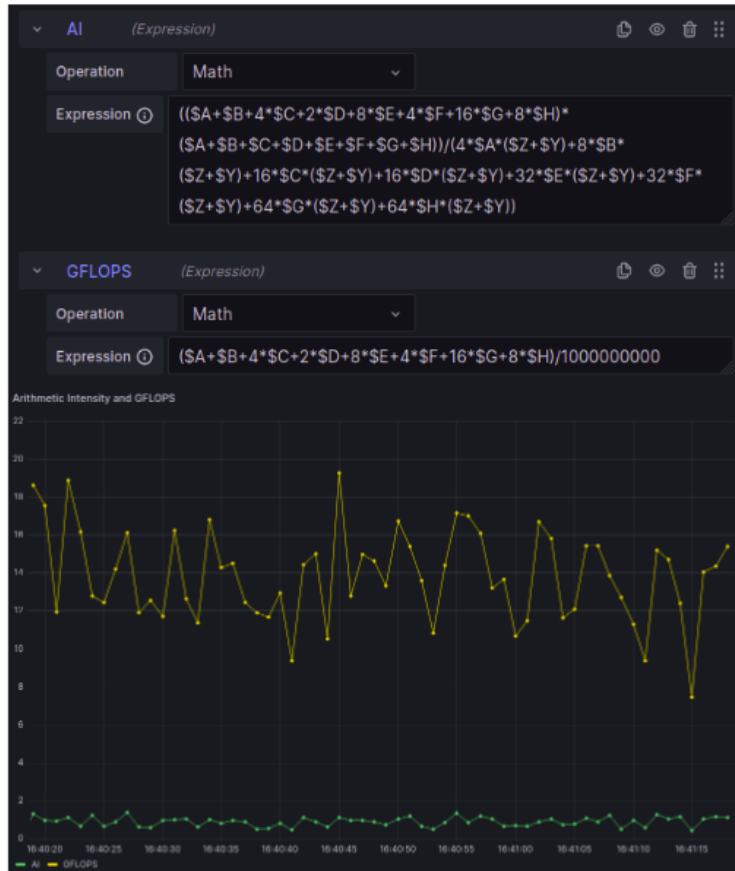 AI (Expression)
Operation Math
Expression (($A+$B+4*$C+2*$D+8*$E+4*$F+16*$G+8*$H)*
($A+$B+$C+$D+$E+$F+$G+$H))/(4*$A*($Z+$Y)+8*$B*
($Z+$Y)+16*$C*($Z+$Y)+16*$D*($Z+$Y)+32*$E*($Z+$Y)+32*$F*
($Z+$Y)+64*$G*($Z+$Y)+64*$H*($Z+$Y))
GFLOPS (Expression)
Operation Math
Expression ($A+$B+4*$C+2*$D+8*$E+4*$F+16*$G+8*$H)/1000000000
Arithmetic Intensity and GFLOPS
22
20
18
16
14
12
10
8
6
4
2
0
16:40:20 16:40:25 16:40:30 16:40:35 16:40:40 16:40:45 16:40:50 16:40:55 16:41:00 16:41:05 16:41:10 16:41:15
AI GFLOPS